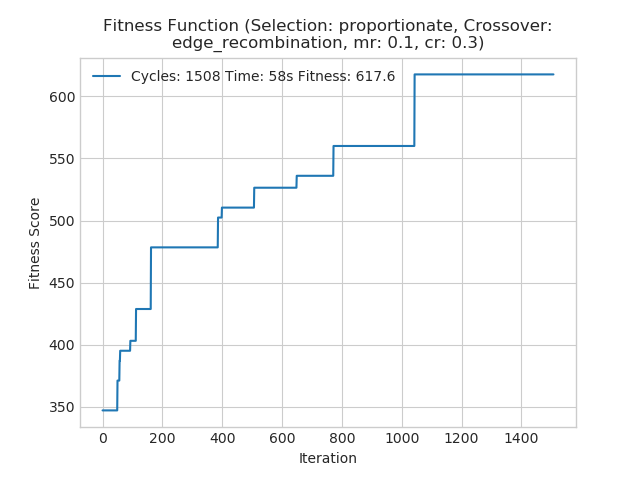 Fitness Function (Selection: proportionate, Crossover:
edge_recombination, mr: 0.1, cr: 0.3)
Cycles: 1508 Time: 58s Fitness: 617.6
Fitness Score
600
550
500
450
400
350
0 200 400 600 800 1000 1200 1400
Iteration